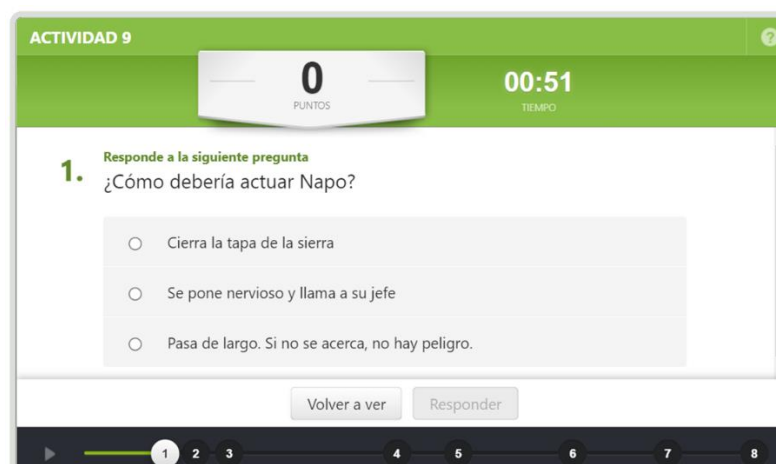 ACTIVIDAD 9
?
0
PUNTOS
00:51
TIEMPO
1.
Responde a la siguiente pregunta
¿Cómo debería actuar Napo?
Cierra la tapa de la sierra
Se pone nervioso y llama a su jefe
Pasa de largo. Si no se acerca, no hay peligro.
Volver a ver
Responder
1 2 3 4 5 6 7 8